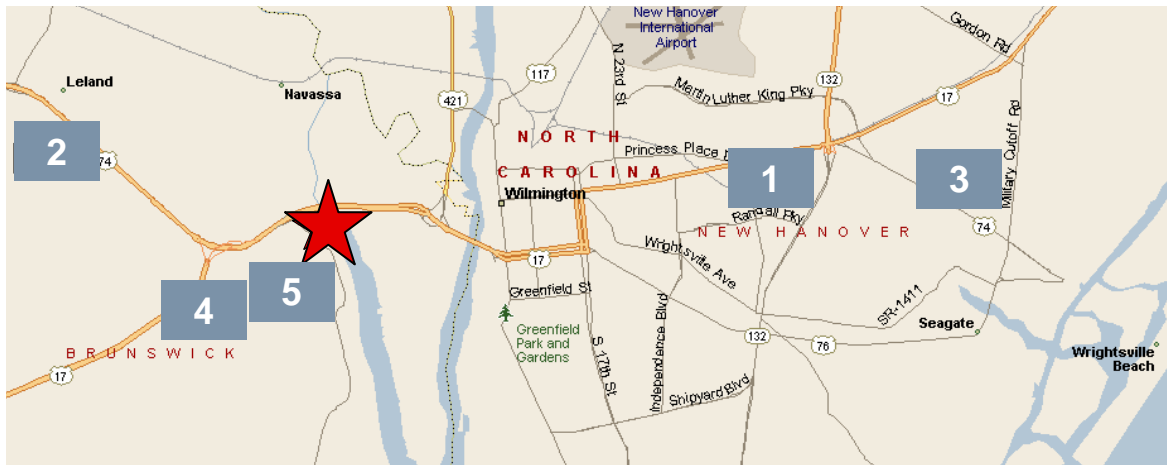 New Hanover
International
Airport
Gordon Rd
117
N 23rd St
132
Leland
Navassa
421
Martin Luther King Pky
17
NORTH
Princess Place
Military Cutoff Rd
2
74
CAROLINA
1
3
Wilmington
Randall Pky
NEW HANOVER
74
Wrightsville Ave
17
5
Greenfield St
4
Independence Blvd
SR-1411
Greenfield
Park and
Gardens
Seagate
132
76
BRUNSWICK
S 17th St
Wrightsville
Beach
17
Shipyard Blvd